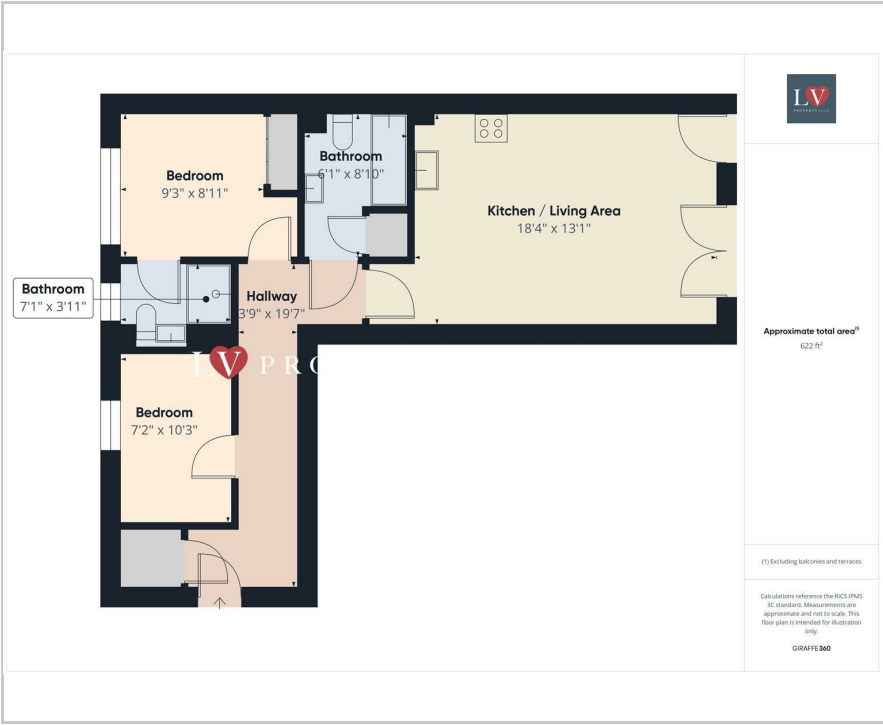 Bedroom
9'3" x 8'11"
Bathroom
6'1" x 8'10"
Kitchen / Living Area
18'4" x 13'1"
Bathroom
7'1" x 3'11"
Hallway
3'9" x 19'7"
LV PRO
Bedroom
7'2" x 10'3"
LV
Approximate total area(1)
622 ft²
(1) Excluding balconies and terraces
Calculations reference the RICS IPMS
3C standard. Measurements are
approximate and not to scale. This
floor plan is intended for illustration
only.
GIRAFFE360